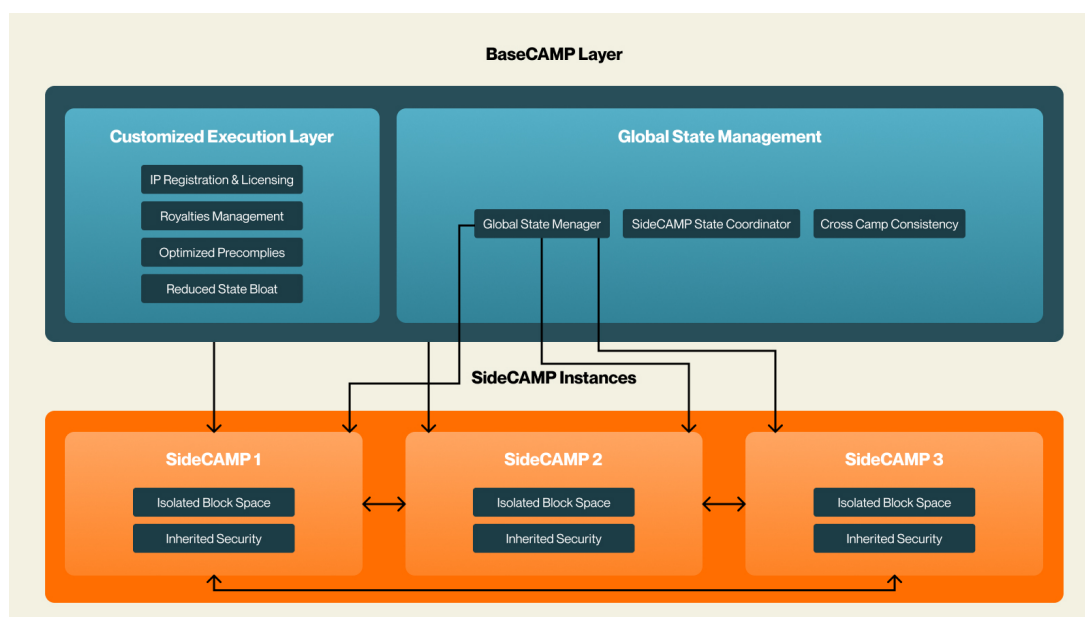 BaseCAMP Layer
Customized Execution Layer
IP Registration & Licensing
Royalties Management
Optimized Precomplies
Reduced State Bloat
Global State Management
Global State Menager
SideCAMP State Coordinator
Cross Camp Consistency
SideCAMP Instances
SideCAMP 1
Isolated Block Space
Inherited Security
SideCAMP 2
Isolated Block Space
Inherited Security
SideCAMP 3
Isolated Block Space
Inherited Security